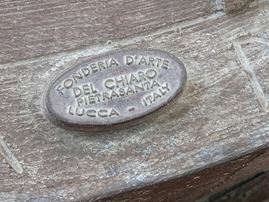 FONDERIA D'ARTE
DEL CHIARO
PIETRASANTA
LUCCA - ITALY